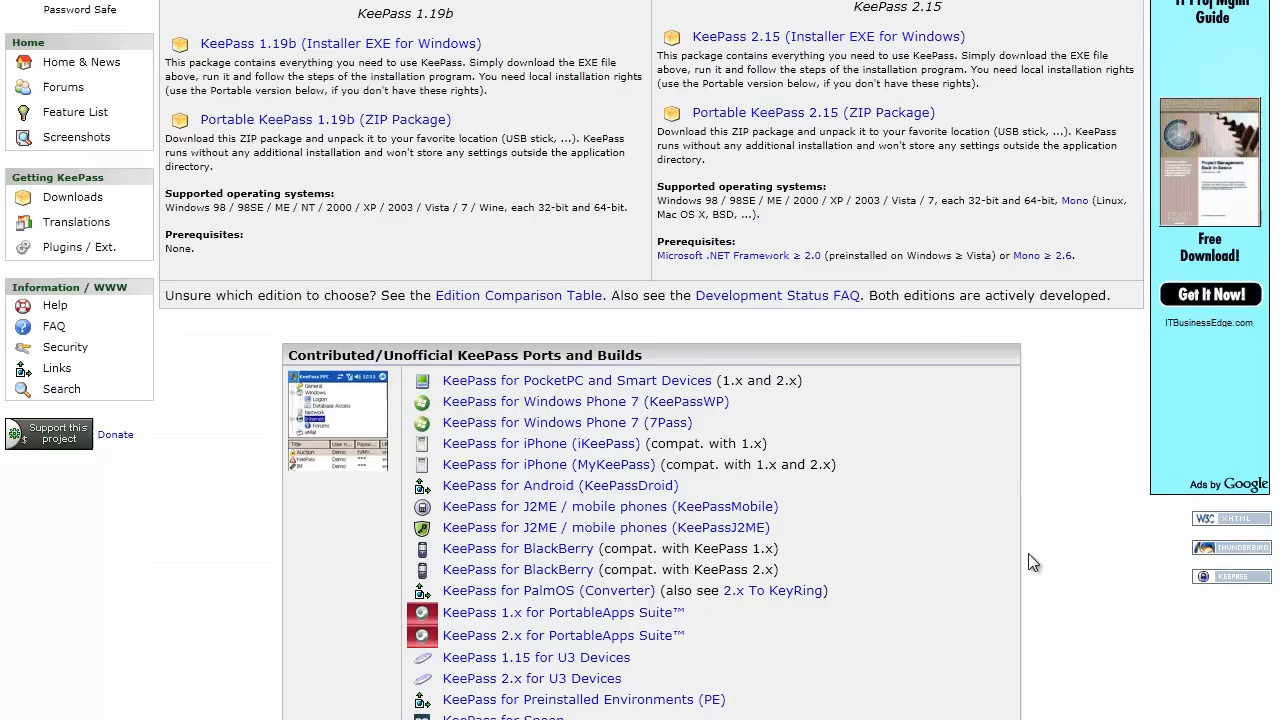 Password Safe
Home
Home & News
Forums
Feature List
Screenshots
Getting KeePass
Downloads
Translations
Plugins / Ext.
Information / WWW
Help
FAQ
Security
Links
Search
Support this
project
Donate
KeePass 1.19b
KeePass 1.19b (Installer EXE for Windows)
This package contains everything you need to use KeePass. Simply download the EXE file
above, run it and follow the steps of the installation program. You need local installation rights
(use the Portable version below, if you don't have these rights).
Portable KeePass 1.19b (ZIP Package)
Download this ZIP package and unpack it to your favorite location (USB stick, ...). KeePass
runs without any additional installation and won't store any settings outside the application
directory.
Supported operating systems:
Windows 98 / 98SE / ME / NT / 2000 / XP / 2003 / Vista / 7 / Wine, each 32-bit and 64-bit.
Prerequisites:
None.
KeePass 2.15
KeePass 2.15 (Installer EXE for Windows)
This package contains everything you need to use KeePass. Simply download the EXE file
above, run it and follow the steps of the installation program. You need local installation rights
(use the Portable version below, if you don't have these rights).
Portable KeePass 2.15 (ZIP Package)
Download this ZIP package and unpack it to your favorite location (USB stick, ...). KeePass
runs without any additional installation and won't store any settings outside the application
directory.
Supported operating systems:
Windows 98 / 98SE / ME / 2000 / XP / 2003 / Vista / 7, each 32-bit and 64-bit, Mono (Linux,
Mac OS X, BSD, ...).
Prerequisites:
Microsoft .NET Framework ≥ 2.0 (preinstalled on Windows ≥ Vista) or Mono ≥ 2.6.
Unsure which edition to choose? See the Edition Comparison Table. Also see the Development Status FAQ. Both editions are actively developed.
Contributed/Unofficial KeePass Ports and Builds
KeePass for PocketPC and Smart Devices (1.x and 2.x)
KeePass for Windows Phone 7 (KeePassWP)
KeePass for Windows Phone 7 (7Pass)
KeePass for iPhone (iKeePass) (compat. with 1.x)
KeePass for iPhone (MyKeePass) (compat. with 1.x and 2.x)
KeePass for Android (KeePassDroid)
KeePass for J2ME / mobile phones (KeePassMobile)
KeePass for J2ME / mobile phones (KeePassJ2ME)
KeePass for BlackBerry (compat. with KeePass 1.x)
KeePass for BlackBerry (compat. with KeePass 2.x)
KeePass for PalmOS (Converter) (also see 2.x To KeyRing)
KeePass 1.x for PortableApps Suite™
KeePass 2.x for PortableApps Suite™
KeePass 1.15 for U3 Devices
KeePass 2.x for U3 Devices
KeePass for Preinstalled Environments (PE)
KeePass for Spoon
IT Proj Mgmt
Guide
Free
Download!
Get It Now!
ITBusinessEdge.com
Ads by Google
W3C XHTML
THUNDERBIRD
KEEPASS